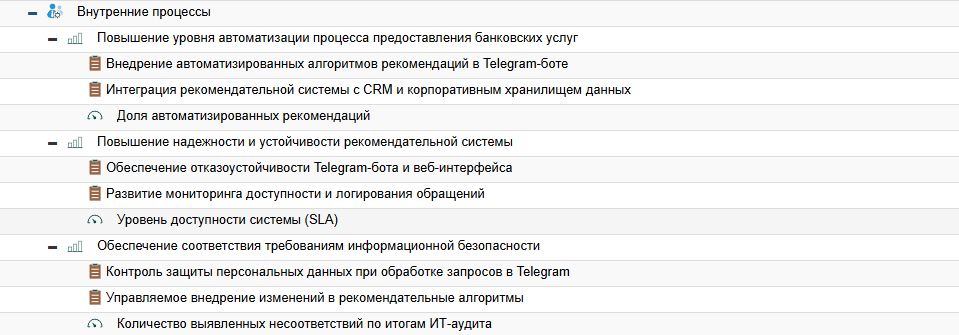 Внутренние процессы
Повышение уровня автоматизации процесса предоставления банковских услуг
Внедрение автоматизированных алгоритмов рекомендаций в Telegram-боте
Интеграция рекомендательной системы с CRM и корпоративным хранилищем данных
Доля автоматизированных рекомендаций
Повышение надежности и устойчивости рекомендательной системы
Обеспечение отказоустойчивости Telegram-бота и веб-интерфейса
Развитие мониторинга доступности и логирования обращений
Уровень доступности системы (SLA)
Обеспечение соответствия требованиям информационной безопасности
Контроль защиты персональных данных при обработке запросов в Telegram
Управляемое внедрение изменений в рекомендательные алгоритмы
Количество выявленных несоответствий по итогам ИТ-аудита